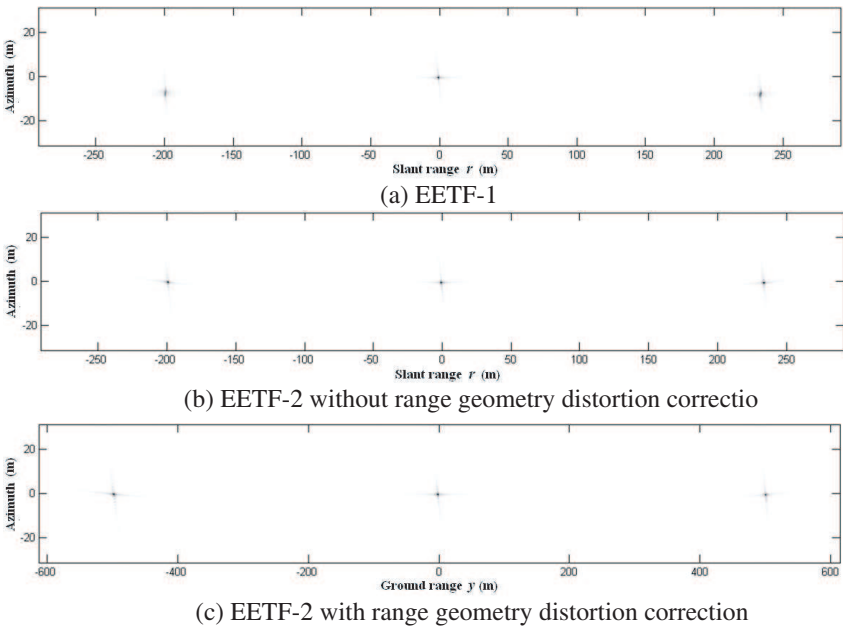 20
0
-20
Azimuth (m)
-250 -200 -150 -100 -50 0 50 100 150 200 250
Slant range r (m)
(a) EETF-1
20
0
-20
Azimuth (m)
-250 -200 -150 -100 -50 0 50 100 150 200 250
Slant range r (m)
(b) EETF-2 without range geometry distortion correctio
20
0
-20
Azimuth (m)
-600 -400 -200 0 200 400 600
Ground range y (m)
(c) EETF-2 with range geometry distortion correction